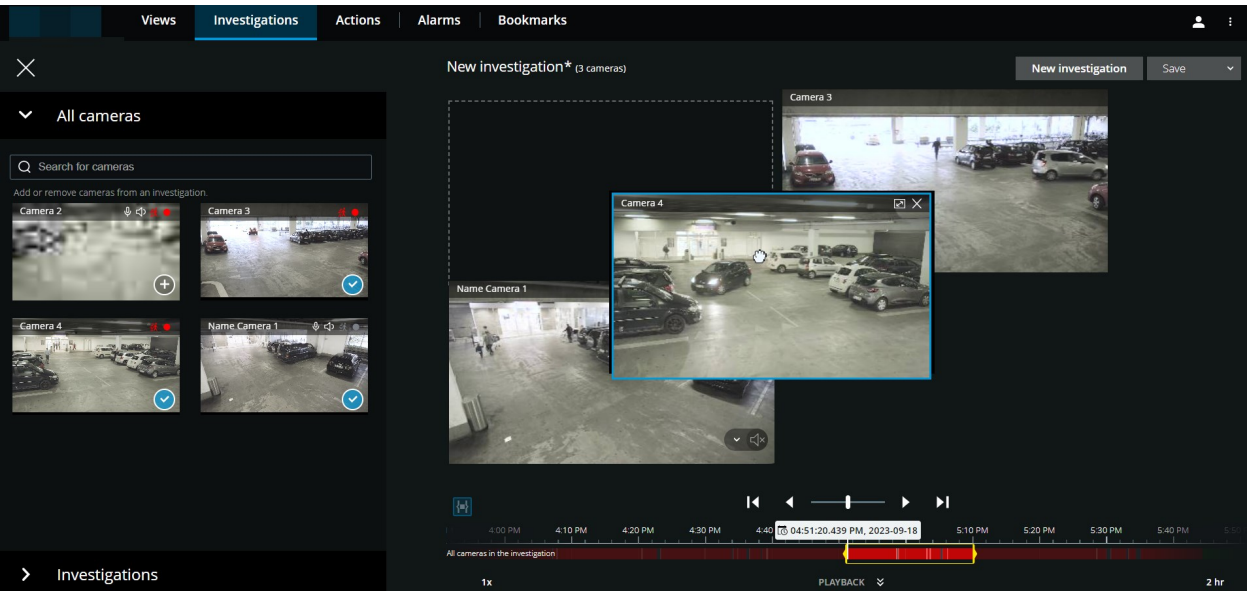 Views Investigations Actions Alarms Bookmarks
New investigation* (3 cameras)
New investigation Save
All cameras
Search for cameras
Add or remove cameras from an investigation.
Camera 2
Camera 3
Camera 4
Name Camera 1
Camera 3
Camera 4
Name Camera 1
4:00 PM 4:10 PM 4:20 PM 4:30 PM 4:40 04:51:20.439 PM, 2023-09-18 5:10 PM 5:20 PM 5:30 PM 5:40 PM
All cameras in the investigation
Investigations
1x PLAYBACK 2 hr